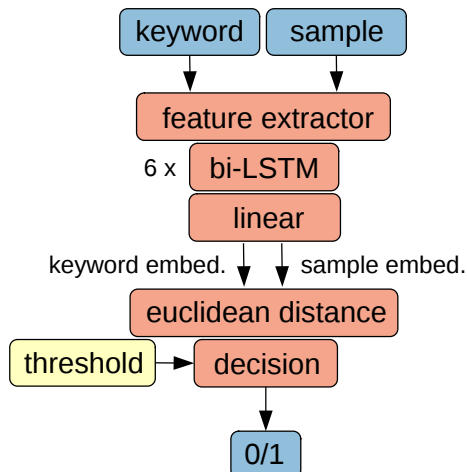 keyword sample
feature extractor
6 x bi-LSTM
linear
keyword embed. sample embed.
euclidean distance
threshold decision
0/1